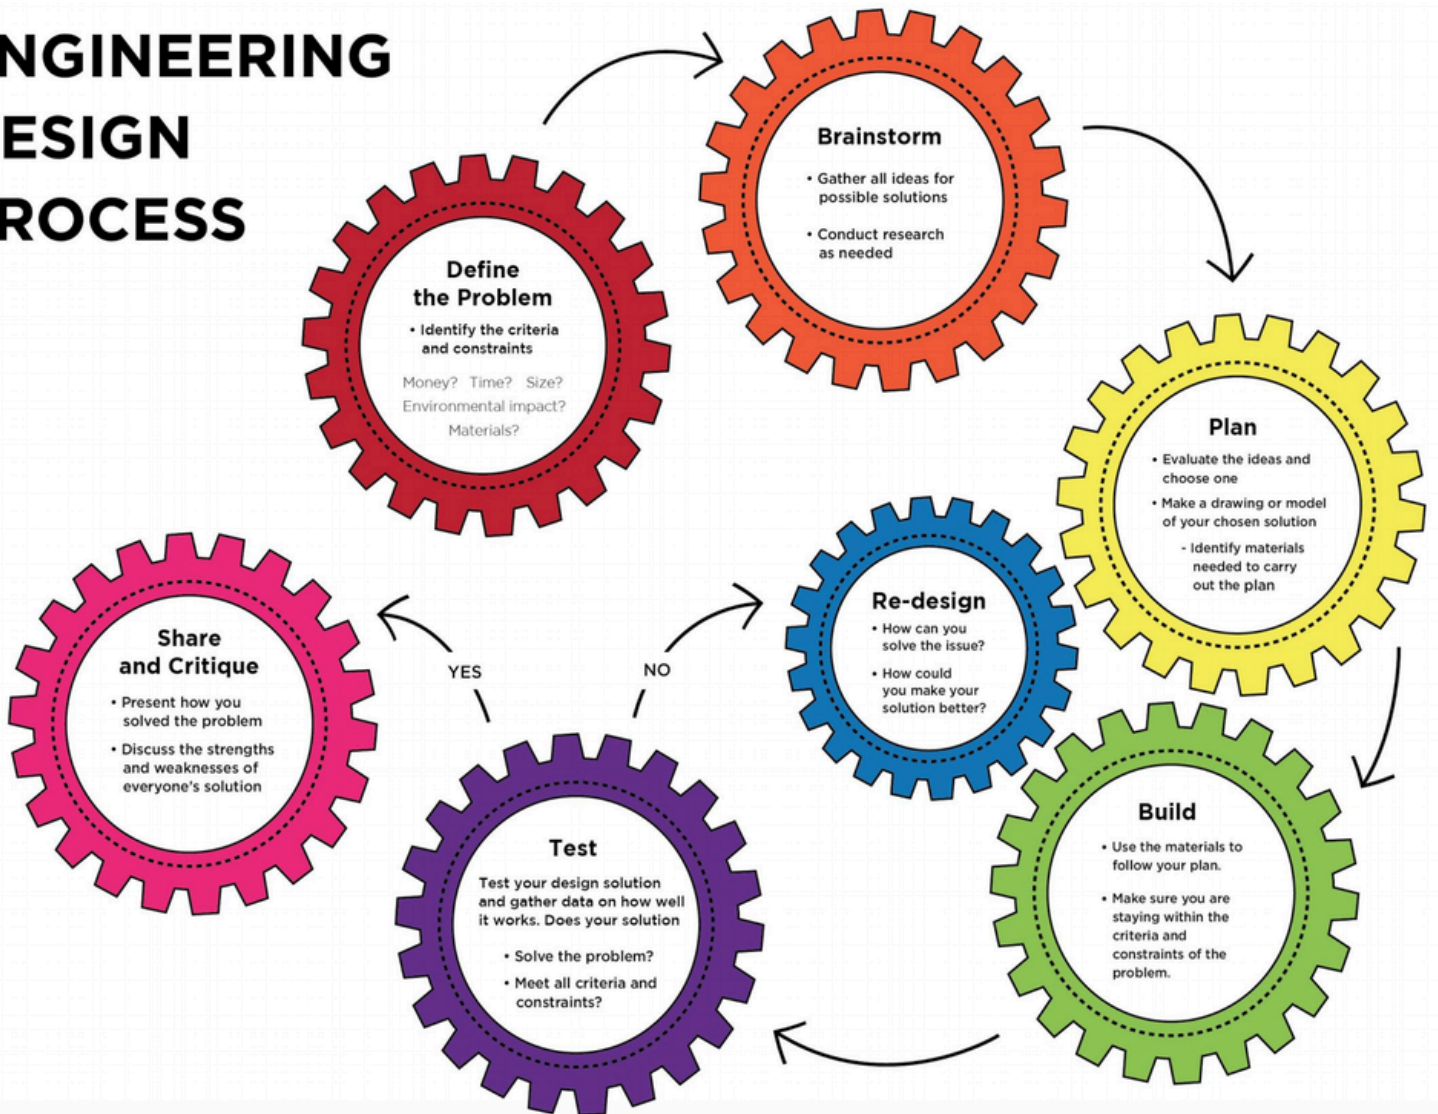 NGINEERING
ESIGN
ROCESS
Define
the Problem
• Identify the criteria
and constraints
Money? Time? Size?
Environmental impact?
Materials?
Brainstorm
• Gather all ideas for
possible solutions
• Conduct research
as needed
Plan
• Evaluate the ideas and
choose one
• Make a drawing or model
of your chosen solution
- Identify materials
needed to carry
out the plan
Build
• Use the materials to
follow your plan.
• Make sure you are
staying within the
criteria and
constraints of the
problem.
Test
Test your design solution
and gather data on how well
it works. Does your solution
• Solve the problem?
• Meet all criteria and
constraints?
NO
Re-design
• How can you
solve the issue?
• How could
you make your
solution better?
YES
Share
and Critique
• Present how you
solved the problem
• Discuss the strengths
and weaknesses of
everyone's solution